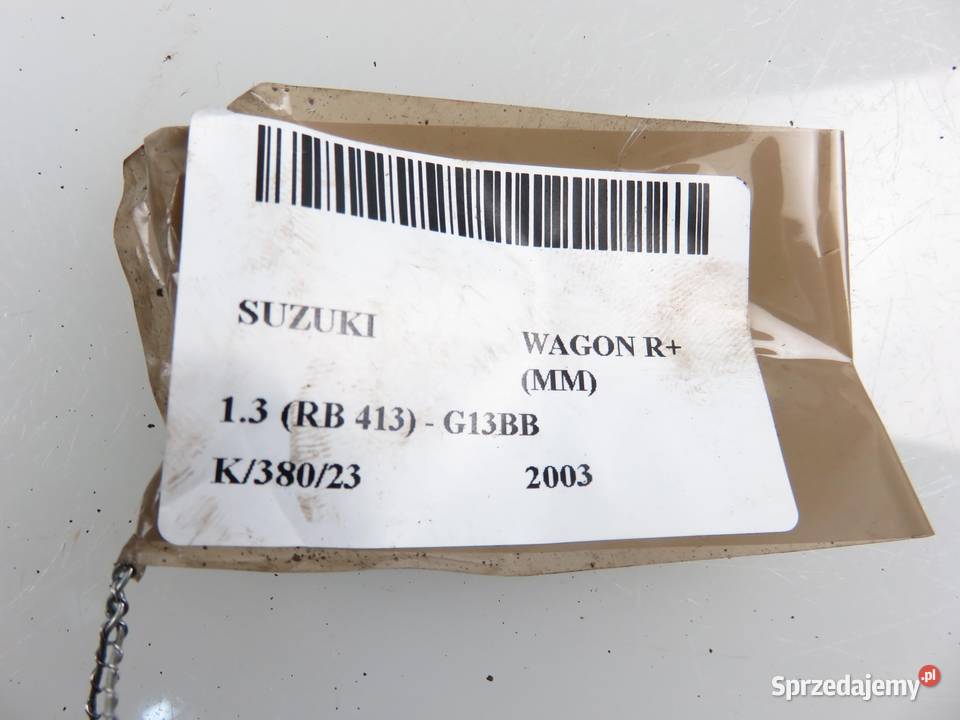 SUZUKI
WAGON R+
(MM)
1.3 (RB 413) - G13BB
K/380/23
2003
Sprzedajemy.pl